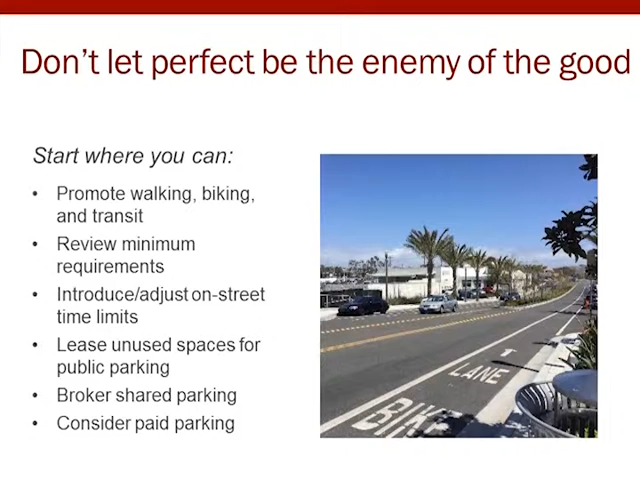 Don't let perfect be the enemy of the good
Start where you can:
• Promote walking, biking,
and transit
• Review minimum
requirements
• Introduce/adjust on-street
time limits
• Lease unused spaces for
public parking
• Broker shared parking
• Consider paid parking
LANE
BIKE